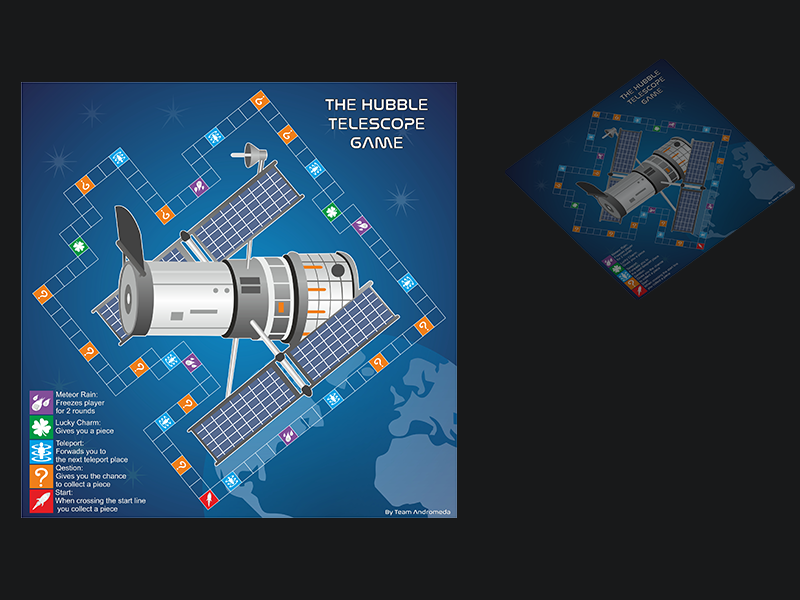 THE HUBBLE
TELESCOPE
GAME
Meteor Rain:
Freezes player
for 2 rounds
Lucky Charm:
Gives you a piece
Teleport:
Forwads you to
the next teleport place
Qestion:
Gives you the chance
to collect a piece
Start:
When crossing the start line
you collect a piece
By Team Andromeda
THE HUBBLE
TELESCOPE
GAME